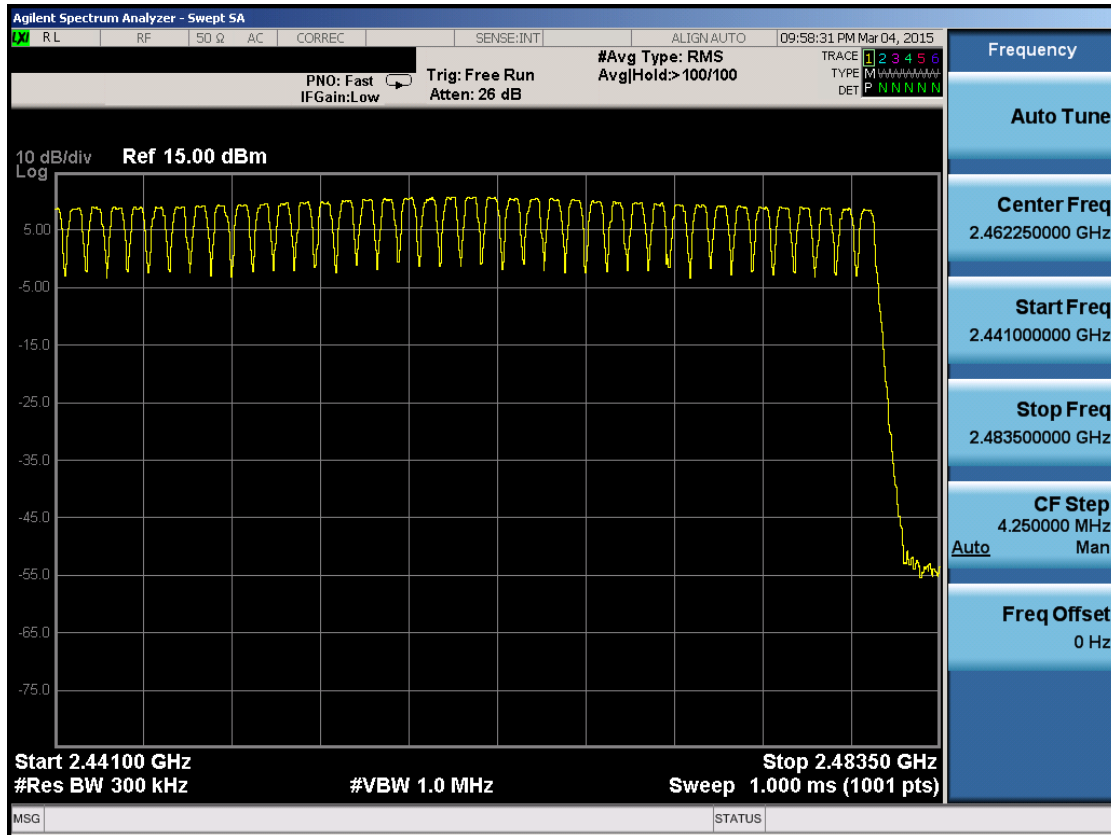 Agilent Spectrum Analyzer - Swept SA
LXI RL RF 50 Ω AC CORREC SENSE:INT ALIGN AUTO 09:58:31 PM Mar 04, 2015
PNO: Fast
IFGain:Low
Trig: Free Run
Atten: 26 dB
#Avg Type: RMS
Avg|Hold:> 100/100
TRACE 1 2 3 4 5 6
TYPE M WWWWW
DET P N N N N N
10 dB/div Ref 15.00 dBm
Log
5.00
-5.00
-15.0
-25.0
-35.0
-45.0
-55.0
-65.0
-75.0
Start 2.44100 GHz Stop 2.48350 GHz
#Res BW 300 kHz #VBW 1.0 MHz Sweep 1.000 ms (1001 pts)
MSG STATUS
Frequency
Auto Tune
Center Freq
2.462250000 GHz
Start Freq
2.441000000 GHz
Stop Freq
2.483500000 GHz
CF Step
4.250000 MHz
Auto Man
Freq Offset
0 Hz